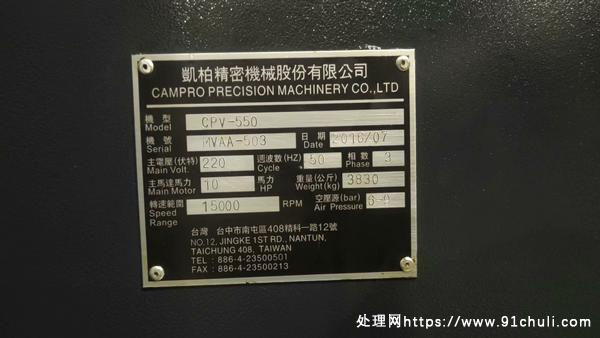 凱柏精密機械股份有限公司
CAMPRO PRECISION MACHINERY CO.,LTD
機型 Model CPV-550
機號 Serial MVAA-503 日期 Date 2016/07
主電壓(伏特) Main Volt. 220 週波數(HZ) Cycle 50 相數 Phase 3
主馬達馬力 Main Motor 10 馬力 HP 重量(公斤) Weight(kg) 3830
轉速範圍 Speed Range 15000 RPM 空壓源(bar) Air Pressure
台灣 台中市南屯區408精科一路12號
NO.12, JINGKE 1ST RD., NANTUN,
TAICHUNG 408, TAIWAN
TEL : 886-4-23500501
FAX : 886-4-23500213
处理网https://www.91chuli.com/